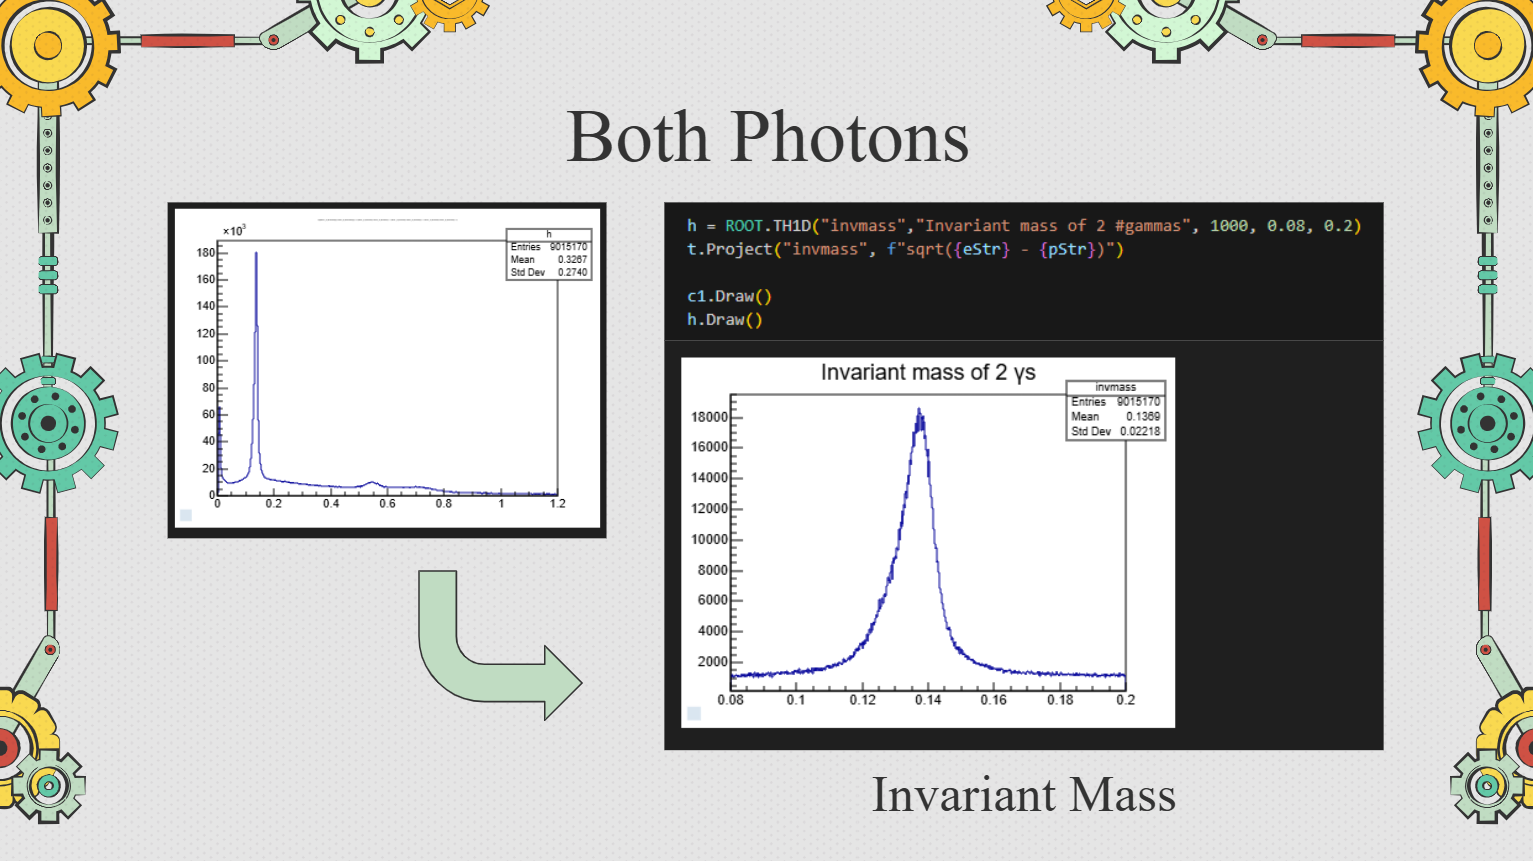 Both Photons
×10³
h
Entries 9015170
Mean 0.3267
Std Dev 0.2740
180
160
140
120
100
80
60
40
20
0
0 0.2 0.4 0.6 0.8 1 1.2
h = ROOT.TH1D("invmass","Invariant mass of 2 #gammas", 1000, 0.08, 0.2)
t.Project("invmass", f"sqrt({eStr} - {pStr})")
c1.Draw()
h.Draw()
Invariant mass of 2 γs
invmass
Entries 9015170
Mean 0.1369
Std Dev 0.02218
18000
16000
14000
12000
10000
8000
6000
4000
2000
0.08 0.1 0.12 0.14 0.16 0.18 0.2
Invariant Mass